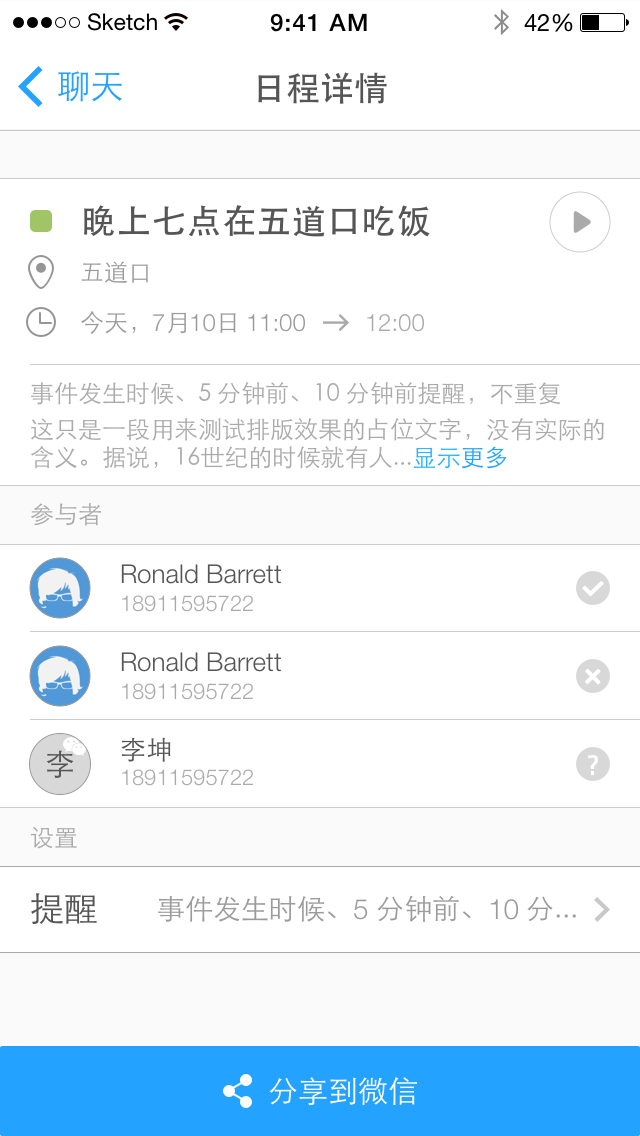 Sketch 9:41 AM 42%
聊天 日程详情
晚上七点在五道口吃饭
五道口
今天，7月10日 11:00 → 12:00
事件发生时候、5 分钟前、10 分钟前提醒，不重复
这只是一段用来测试排版效果的占位文字，没有实际的
含义。据说，16世纪的时候就有人...显示更多
参与者
Ronald Barrett
18911595722
Ronald Barrett
18911595722
李
李坤
18911595722
?
设置
提醒 事件发生时候、5 分钟前、10 分...
分享到微信